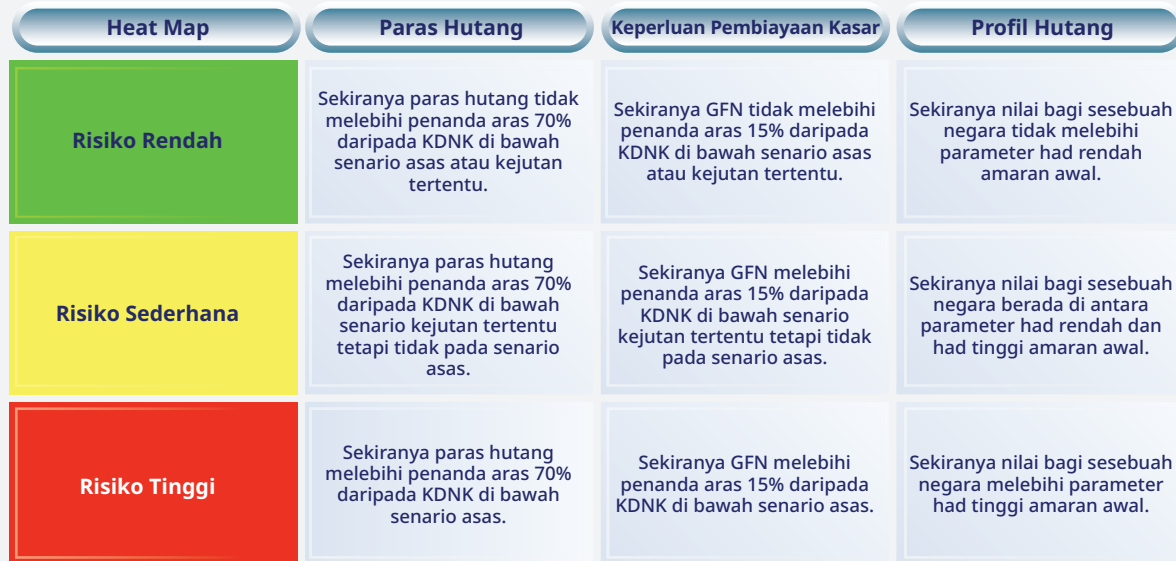 Heat Map
Paras Hutang
Keperluan Pembiayaan Kasar
Profil Hutang
Risiko Rendah
Sekiranya paras hutang tidak
melebihi penanda aras 70%
daripada KDNK di bawah
senario asas atau kejutan
tertentu.
Sekiranya GFN tidak melebihi
penanda aras 15% daripada
KDNK di bawah senario asas
atau kejutan tertentu.
Sekiranya nilai bagi sesebuah
negara tidak melebihi
parameter had rendah
amaran awal.
Risiko Sederhana
Sekiranya paras hutang
melebihi penanda aras 70%
daripada KDNK di bawah
senario kejutan tertentu
tetapi tidak pada senario
asas.
Sekiranya GFN melebihi
penanda aras 15% daripada
KDNK di bawah senario
kejutan tertentu tetapi tidak
pada senario asas.
Sekiranya nilai bagi sesebuah
negara berada di antara
parameter had rendah dan
had tinggi amaran awal.
Risiko Tinggi
Sekiranya paras hutang
melebihi penanda aras 70%
daripada KDNK di bawah
senario asas.
Sekiranya GFN melebihi
penanda aras 15% daripada
KDNK di bawah senario asas.
Sekiranya nilai bagi sesebuah
negara melebihi parameter
had tinggi amaran awal.